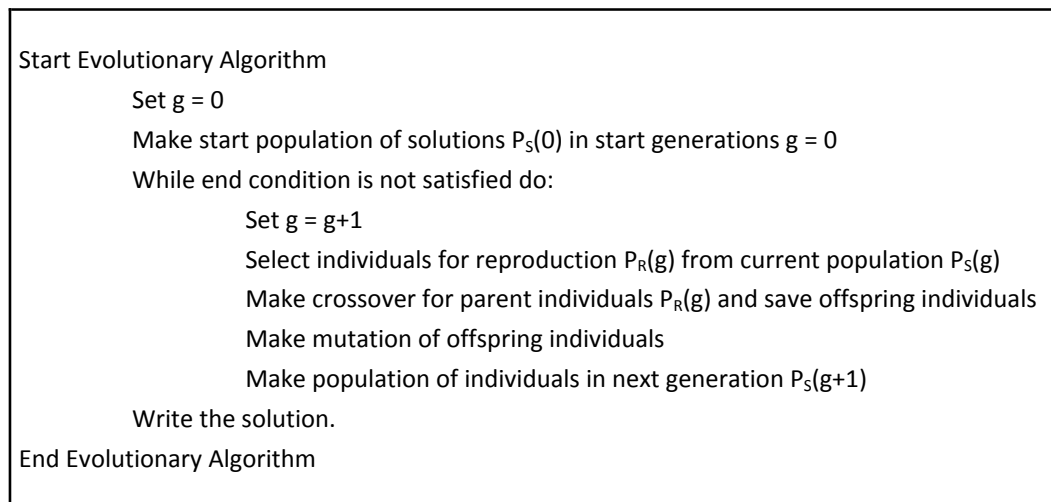 Start Evolutionary Algorithm
Set g = 0
Make start population of solutions Pₛ(0) in start generations g = 0
While end condition is not satisfied do:
Set g = g+1
Select individuals for reproduction P_R(g) from current population Pₛ(g)
Make crossover for parent individuals P_R(g) and save offspring individuals
Make mutation of offspring individuals
Make population of individuals in next generation Pₛ(g+1)
Write the solution.
End Evolutionary Algorithm